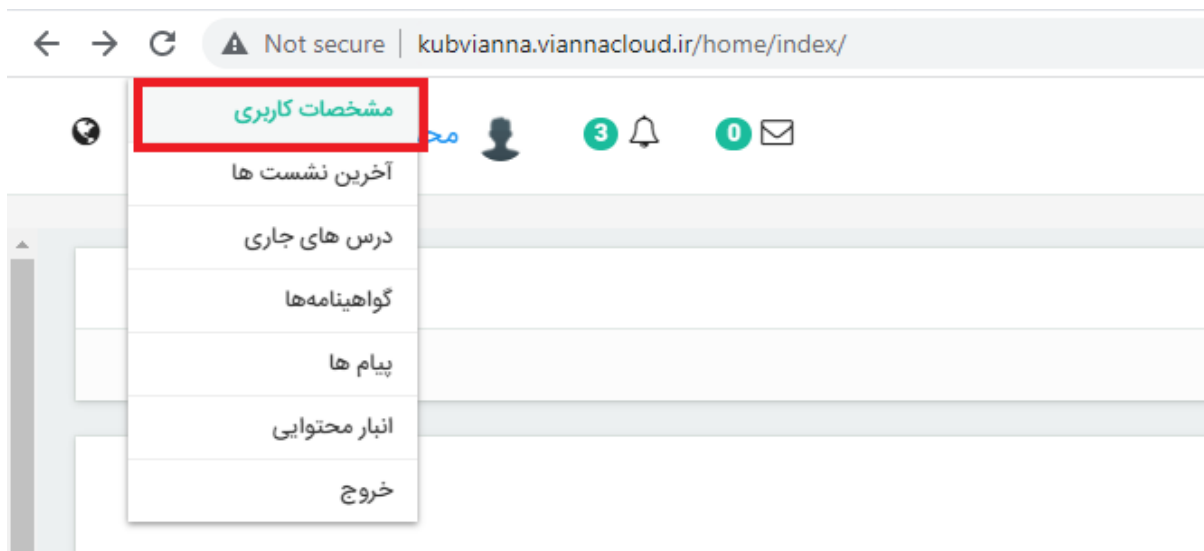 Not secure | kubvianna.viannacloud.ir/home/index/
0
3
مشخصات کاربری
آخرین نشست ها
درس های جاری
گواهینامه‌ها
پیام ها
انبار محتوایی
خروج